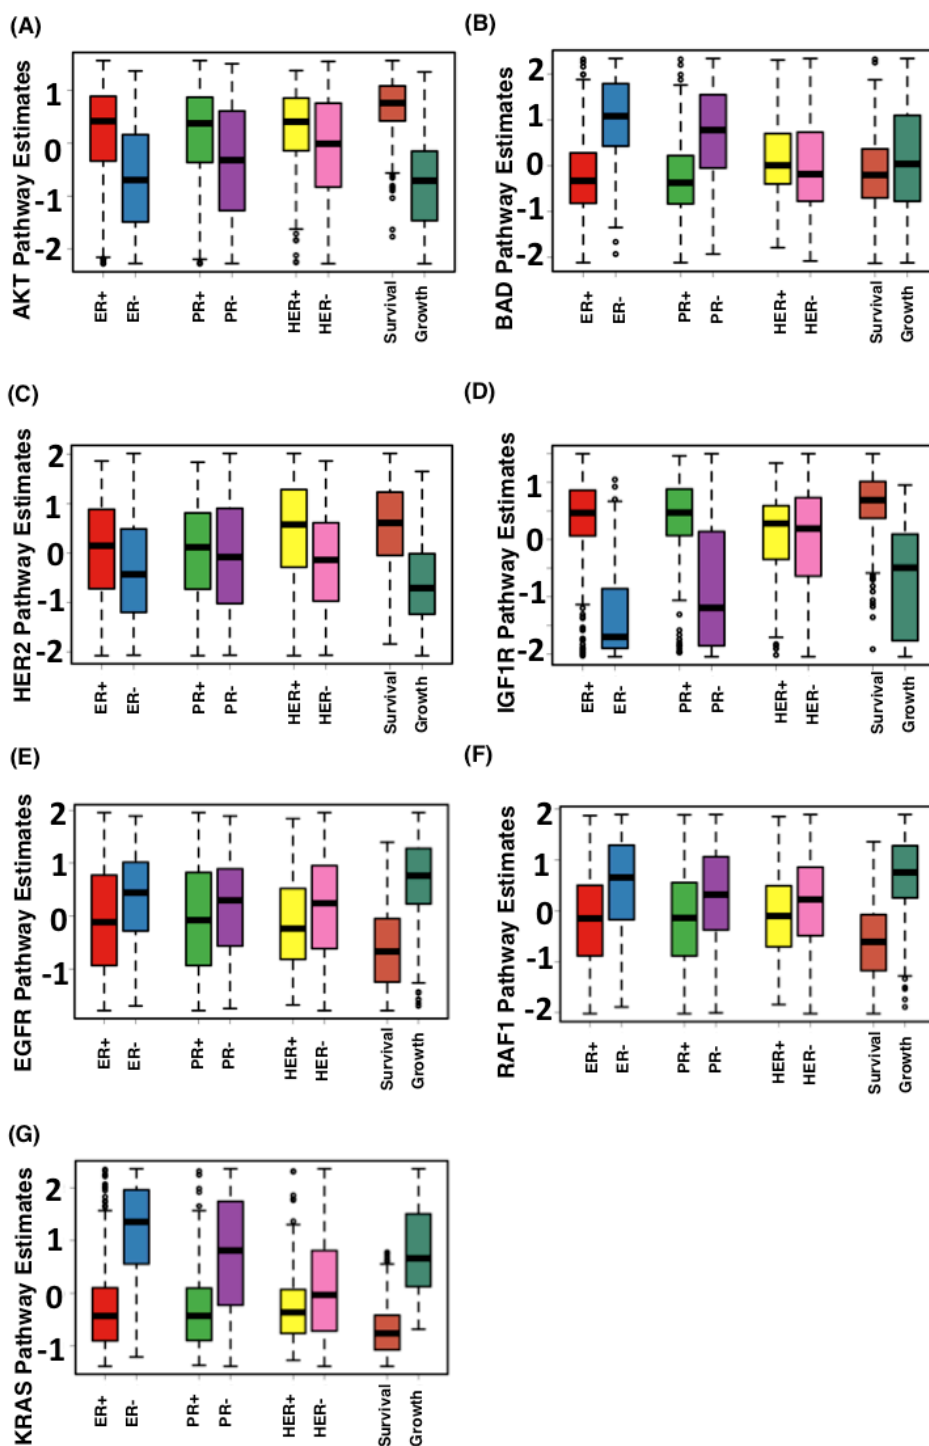 (A)
AKT Pathway Estimates
1
0
-1
-2
ER+
ER-
PR+
PR-
HER+
HER-
Survival
Growth
(B)
BAD Pathway Estimates
2
1
0
-1
-2
ER+
ER-
PR+
PR-
HER+
HER-
Survival
Growth
(C)
HER2 Pathway Estimates
2
1
0
-1
-2
ER+
ER-
PR+
PR-
HER+
HER-
Survival
Growth
(D)
IGF1R Pathway Estimates
1
0
-1
-2
ER+
ER-
PR+
PR-
HER+
HER-
Survival
Growth
(E)
EGFR Pathway Estimates
2
1
0
-1
ER+
ER-
PR+
PR-
HER+
HER-
Survival
Growth
(F)
RAF1 Pathway Estimates
2
1
0
-1
-2
ER+
ER-
PR+
PR-
HER+
HER-
Survival
Growth
(G)
KRAS Pathway Estimates
2
1
0
-1
ER+
ER-
PR+
PR-
HER+
HER-
Survival
Growth